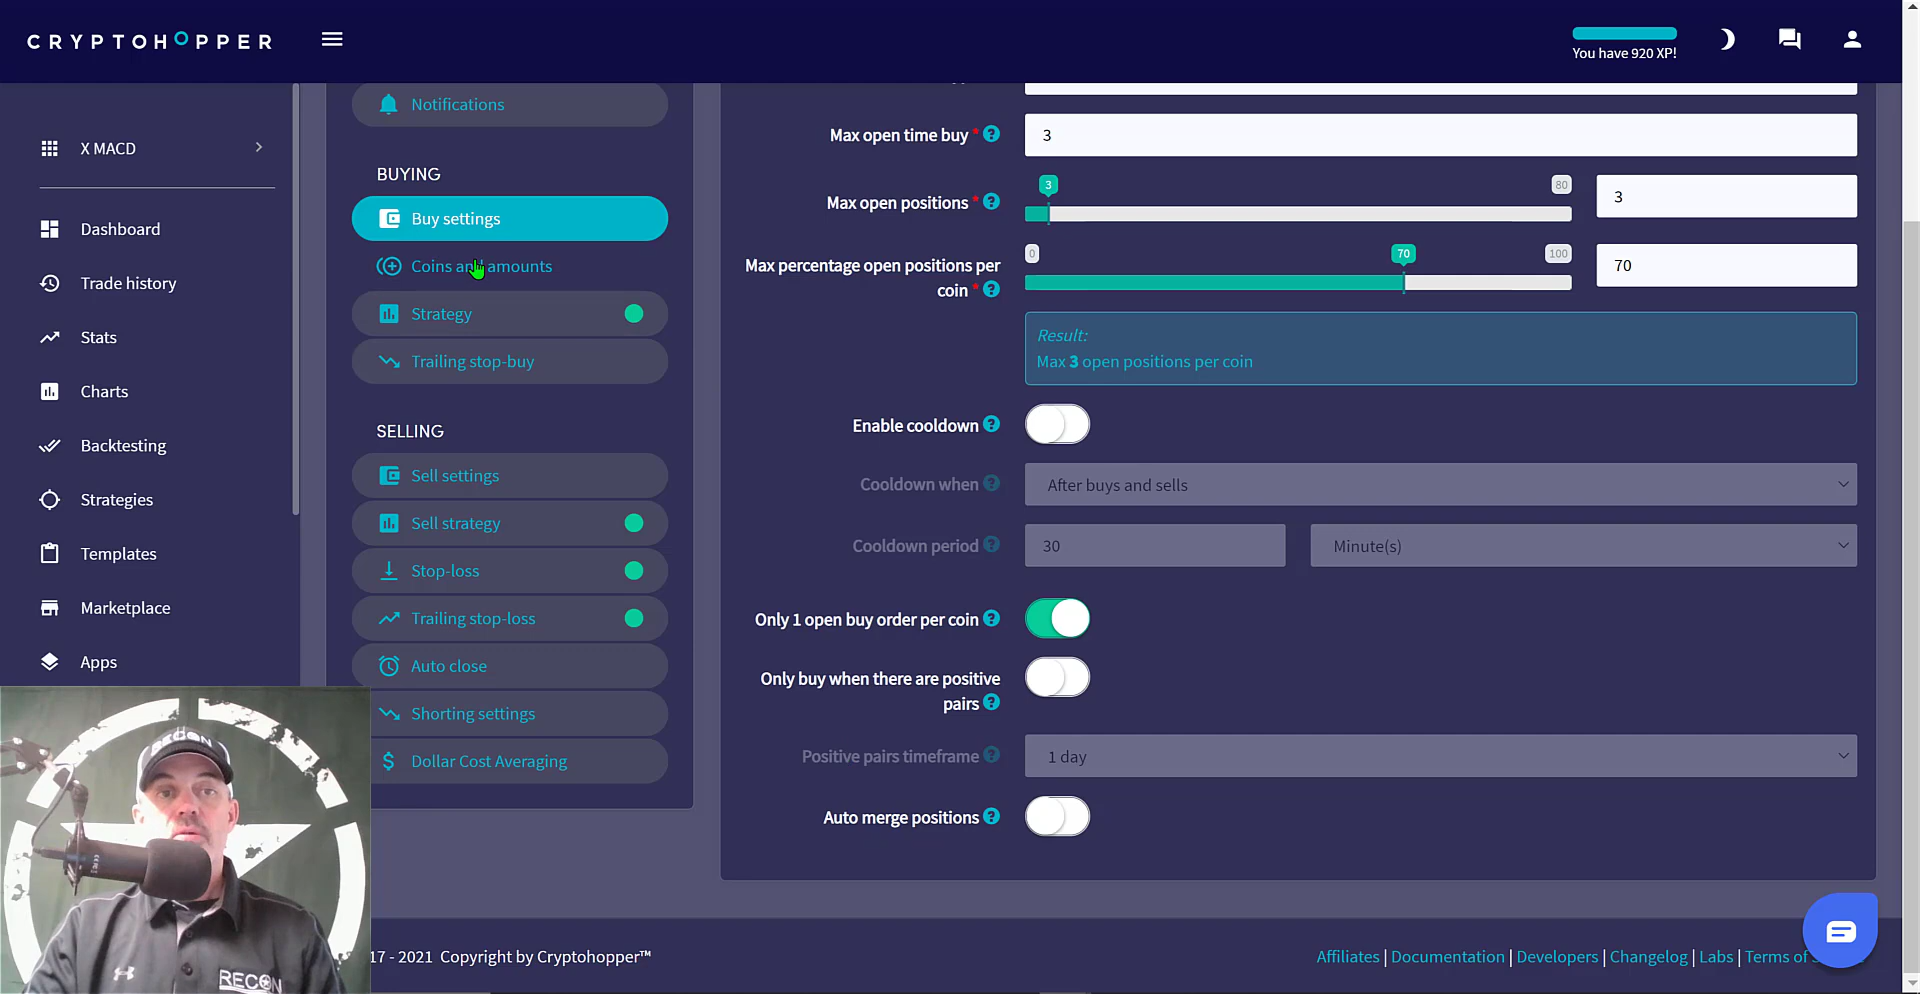 CRYPTOHOPPER
You have 920 XP!
X MACD
Dashboard
Trade history
Stats
Charts
Backtesting
Strategies
Templates
Marketplace
Apps
Notifications
BUYING
Buy settings
Coins and amounts
Strategy
Trailing stop-buy
SELLING
Sell settings
Sell strategy
Stop-loss
Trailing stop-loss
Auto close
Shorting settings
Dollar Cost Averaging
Max open time buy * ?
3
Max open positions * ?
3
80
3
Max percentage open positions per
coin * ?
0
70
100
70
Result:
Max 3 open positions per coin
Enable cooldown ?
Cooldown when ?
After buys and sells
Cooldown period ?
30
Minute(s)
Only 1 open buy order per coin ?
Only buy when there are positive
pairs ?
Positive pairs timeframe ?
1 day
Auto merge positions ?
RECON
RECON
17 - 2021 Copyright by Cryptohopper™
Affiliates | Documentation | Developers | Changelog | Labs | Terms of